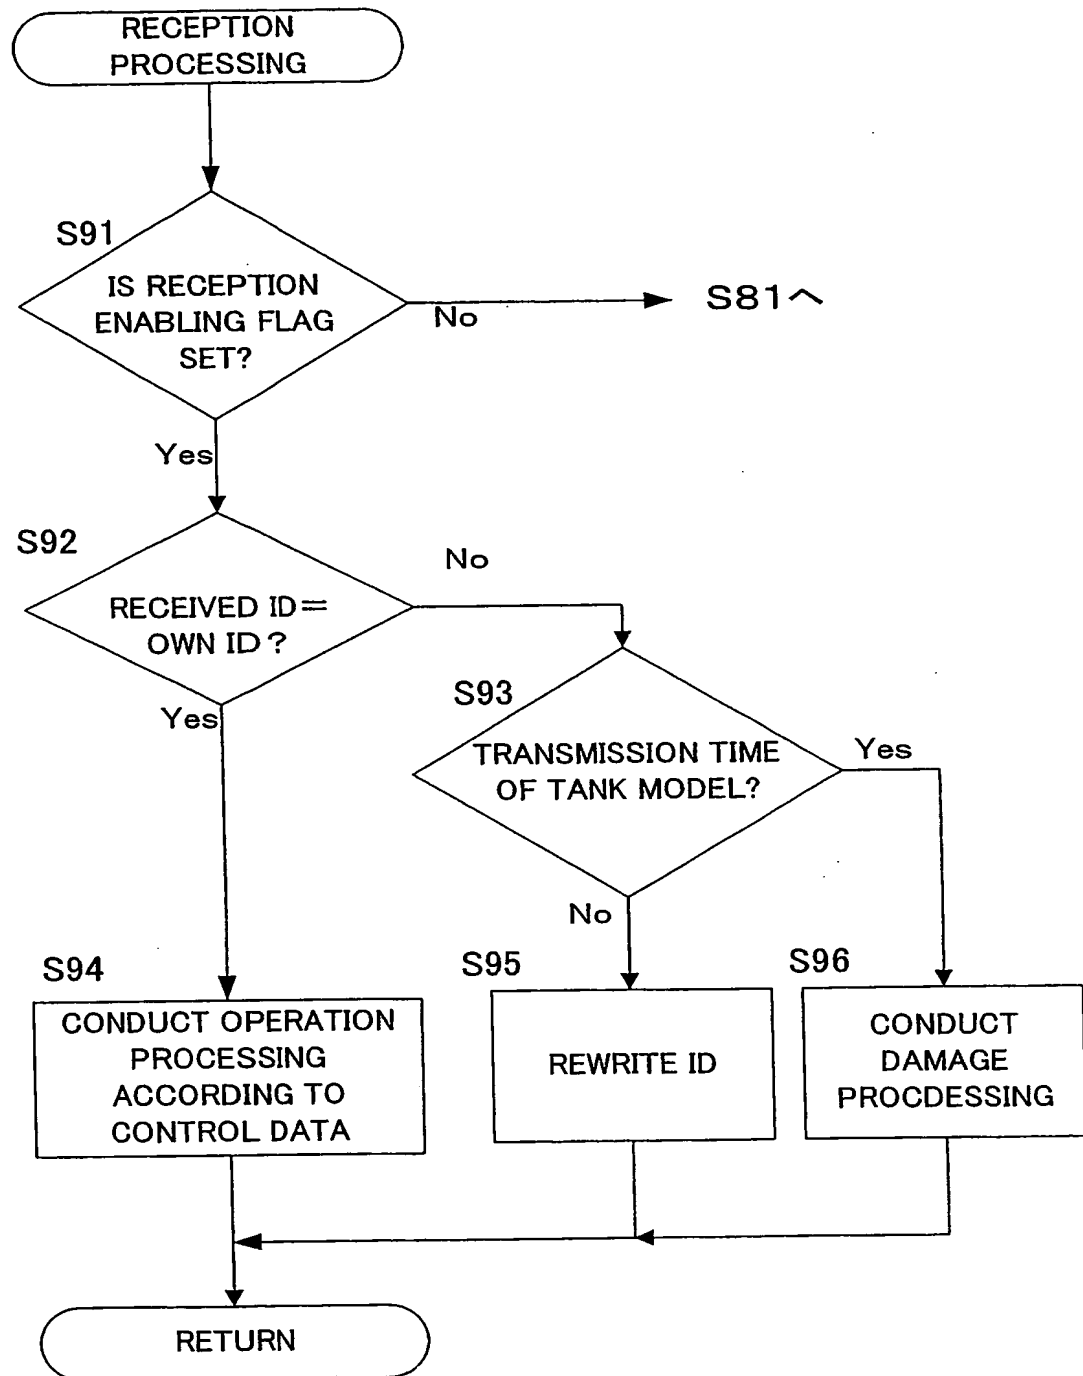 RECEPTION
PROCESSING
S91
IS RECEPTION
ENABLING FLAG
SET?
No
S81へ
Yes
S92
RECEIVED ID=
OWN ID?
No
Yes
S93
TRANSMISSION TIME
OF TANK MODEL?
Yes
No
S94
CONDUCT OPERATION
PROCESSING
ACCORDING TO
CONTROL DATA
S95
REWRITE ID
S96
CONDUCT
DAMAGE
PROCDESSING
RETURN